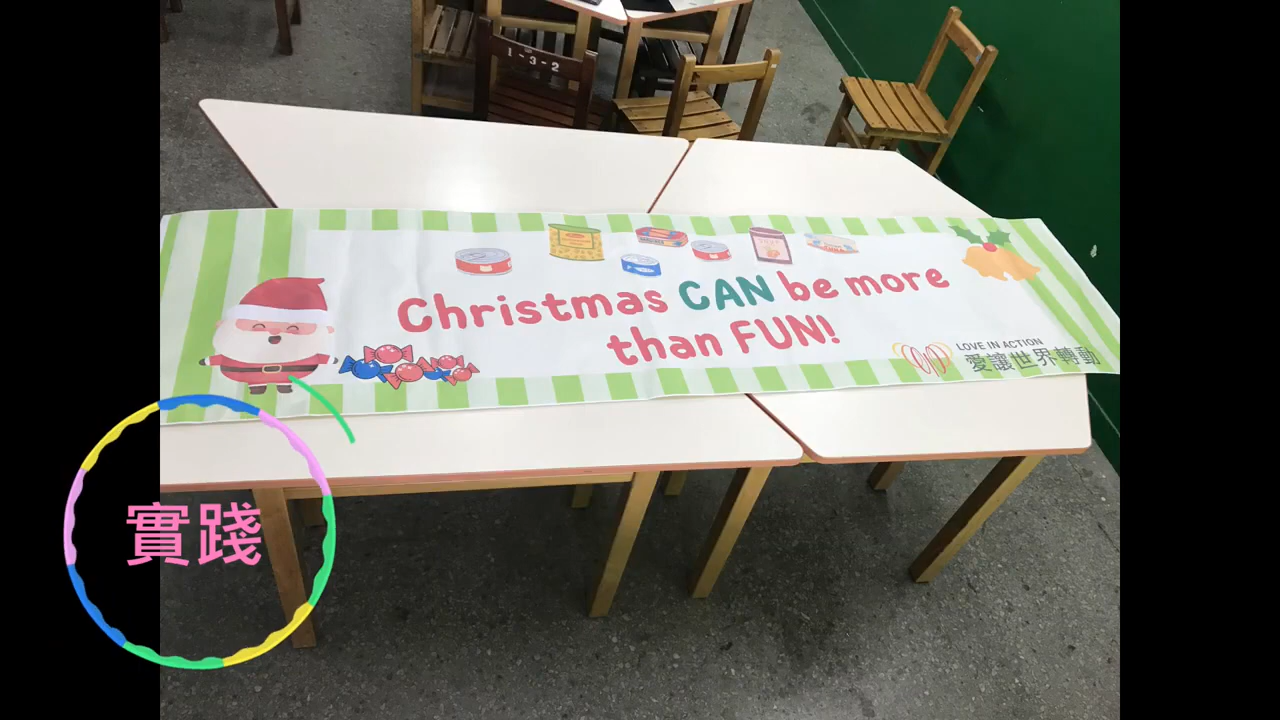 1-3-2
Christmas CAN be more
than FUN!
LOVE IN ACTION
愛讓世界轉動
實踐